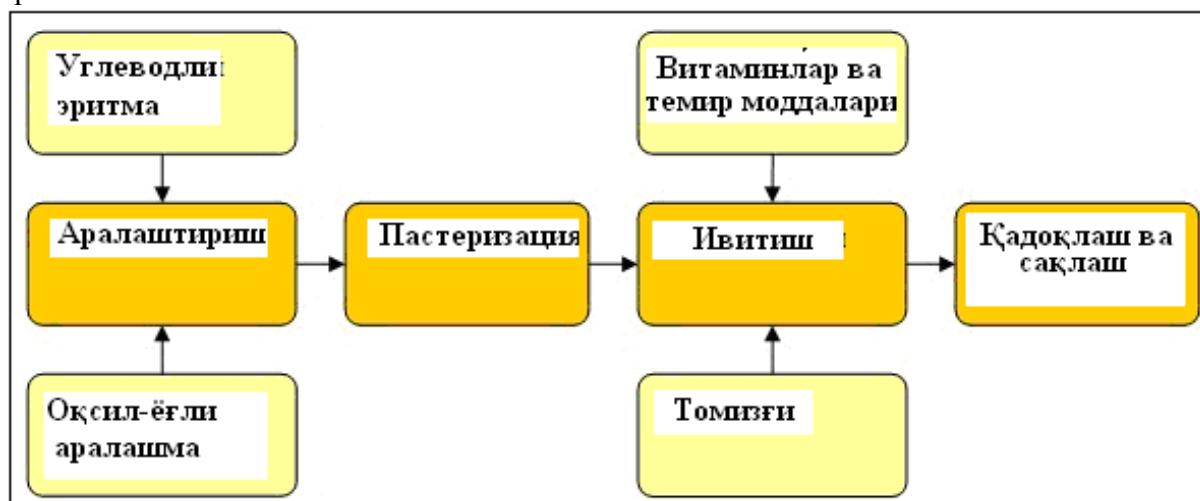 Углеводли
эритма
Витаминлар ва
темир моддалари
Аралаштириш
Пастеризация
Ивитиш
Қадоқлаш ва
сақлаш
Оқсил-ёғли
аралашма
Томизғи